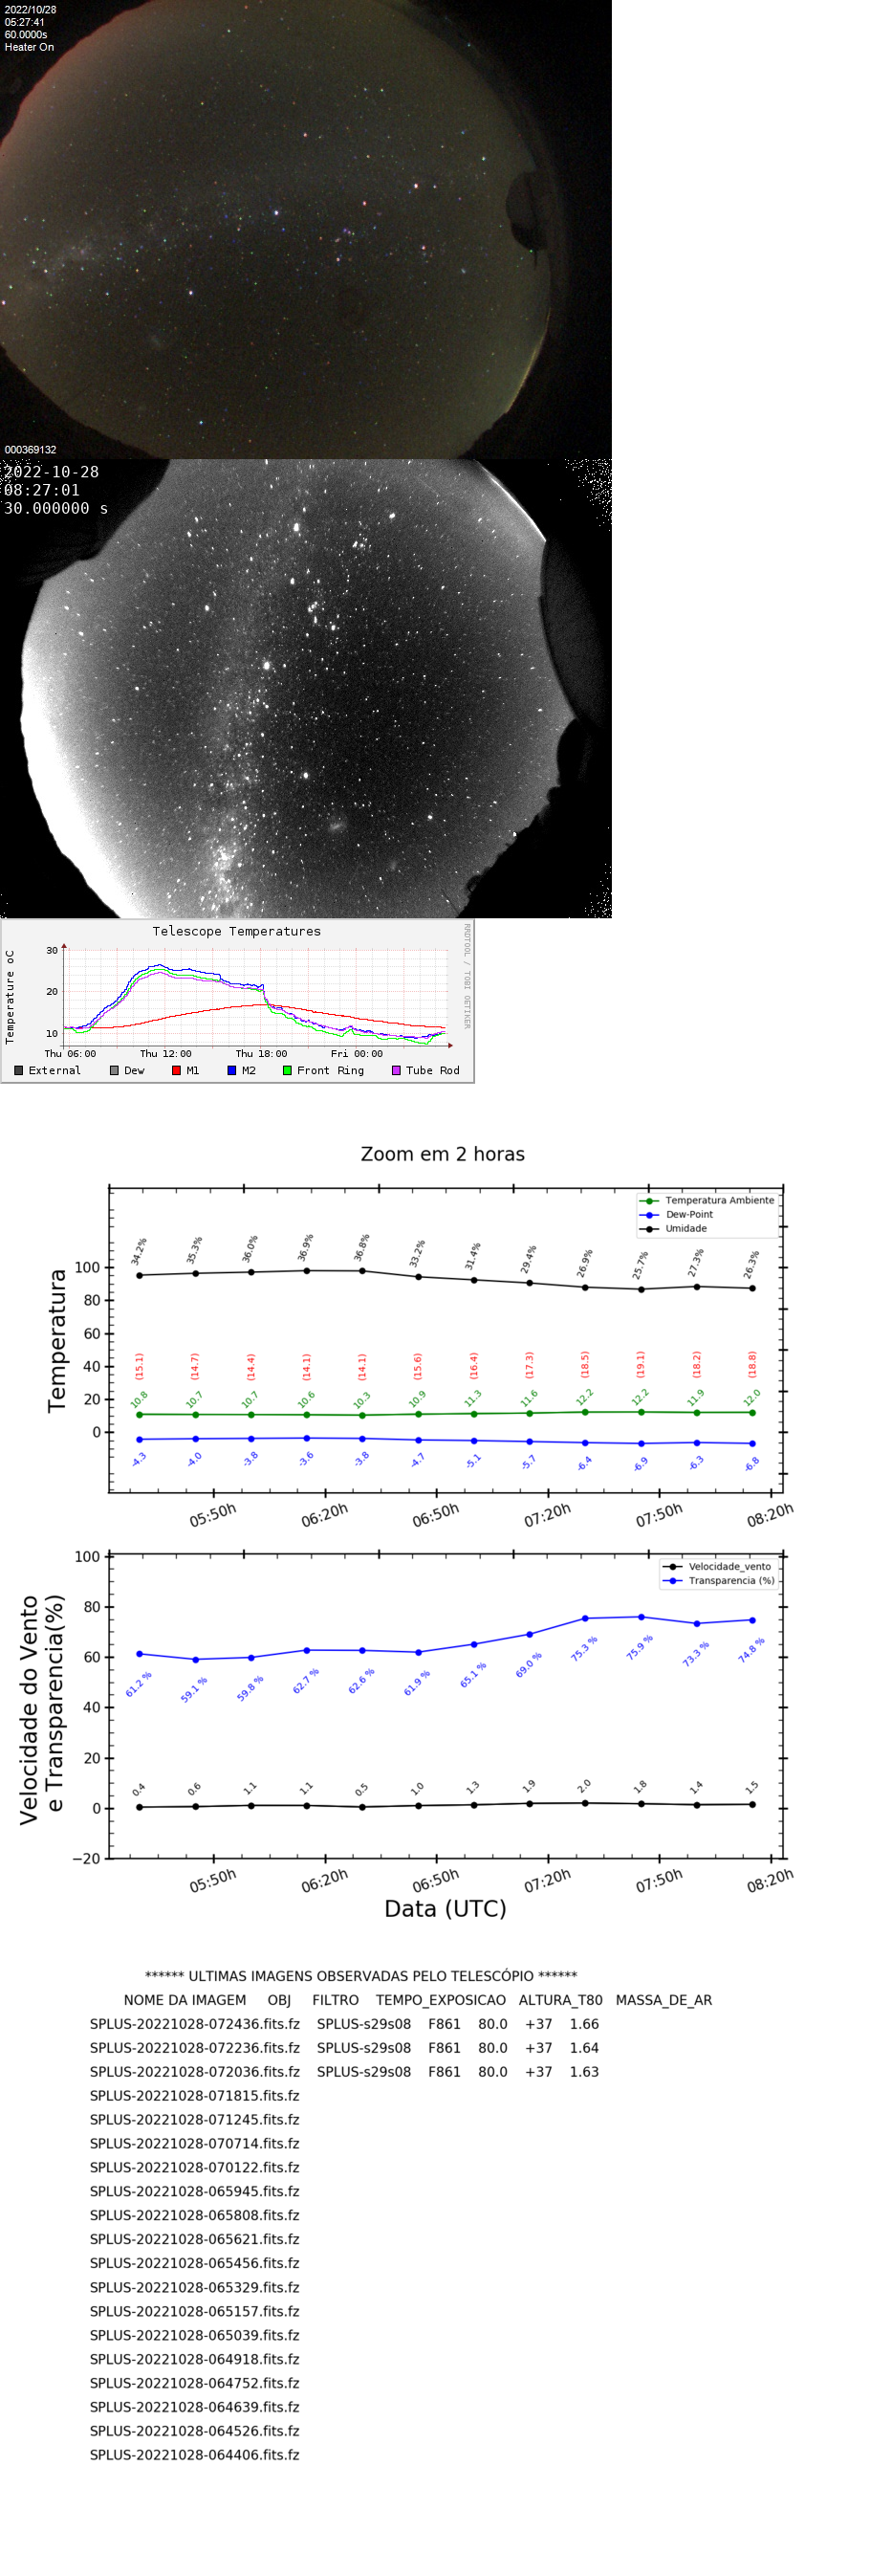 2022/10/28
05:27:41
60.0000s
Heater On
000369132
2022-10-28
08:27:01
30.000000 s
Telescope Temperatures
RRDTOOL / TOBI OETIKER
Temperature oC
30
20
10
Thu 06:00 Thu 12:00 Thu 18:00 Fri 00:00
External Dew M1 M2 Front Ring Tube Rod
Zoom em 2 horas
Temperatura
Temperatura Ambiente
Dew-Point
Umidade
34.2% 35.3% 36.0% 36.9% 36.8% 33.2% 31.4% 29.4% 26.9% 25.7% 27.3% 26.3%
100
80
60
40
20
0
(15.1) (14.7) (14.4) (14.1) (14.1) (15.6) (16.4) (17.3) (18.5) (19.1) (18.2) (18.8)
10.8 10.7 10.7 10.6 10.3 10.9 11.3 11.6 12.2 12.2 11.9 12.0
-4.3 -4.0 -3.8 -3.6 -3.8 -4.7 -5.1 -5.7 -6.4 -6.9 -6.3 -6.8
05:50h 06:20h 06:50h 07:20h 07:50h 08:20h
Velocidade do Vento
e Transparencia(%)
Velocidade_vento
Transparencia (%)
100
80
60
40
20
0
−20
61.2 % 59.1 % 59.8 % 62.7 % 62.6 % 61.9 % 65.1 % 69.0 % 75.3 % 75.9 % 73.3 % 74.8 %
0.4 0.6 1.1 1.1 0.5 1.0 1.3 1.9 2.0 1.8 1.4 1.5
05:50h 06:20h 06:50h 07:20h 07:50h 08:20h
Data (UTC)
****** ULTIMAS IMAGENS OBSERVADAS PELO TELESCÓPIO ******
NOME DA IMAGEM OBJ FILTRO TEMPO_EXPOSICAO ALTURA_T80 MASSA_DE_AR
SPLUS-20221028-072436.fits.fz SPLUS-s29s08 F861 80.0 +37 1.66
SPLUS-20221028-072236.fits.fz SPLUS-s29s08 F861 80.0 +37 1.64
SPLUS-20221028-072036.fits.fz SPLUS-s29s08 F861 80.0 +37 1.63
SPLUS-20221028-071815.fits.fz
SPLUS-20221028-071245.fits.fz
SPLUS-20221028-070714.fits.fz
SPLUS-20221028-070122.fits.fz
SPLUS-20221028-065945.fits.fz
SPLUS-20221028-065808.fits.fz
SPLUS-20221028-065621.fits.fz
SPLUS-20221028-065456.fits.fz
SPLUS-20221028-065329.fits.fz
SPLUS-20221028-065157.fits.fz
SPLUS-20221028-065039.fits.fz
SPLUS-20221028-064918.fits.fz
SPLUS-20221028-064752.fits.fz
SPLUS-20221028-064639.fits.fz
SPLUS-20221028-064526.fits.fz
SPLUS-20221028-064406.fits.fz